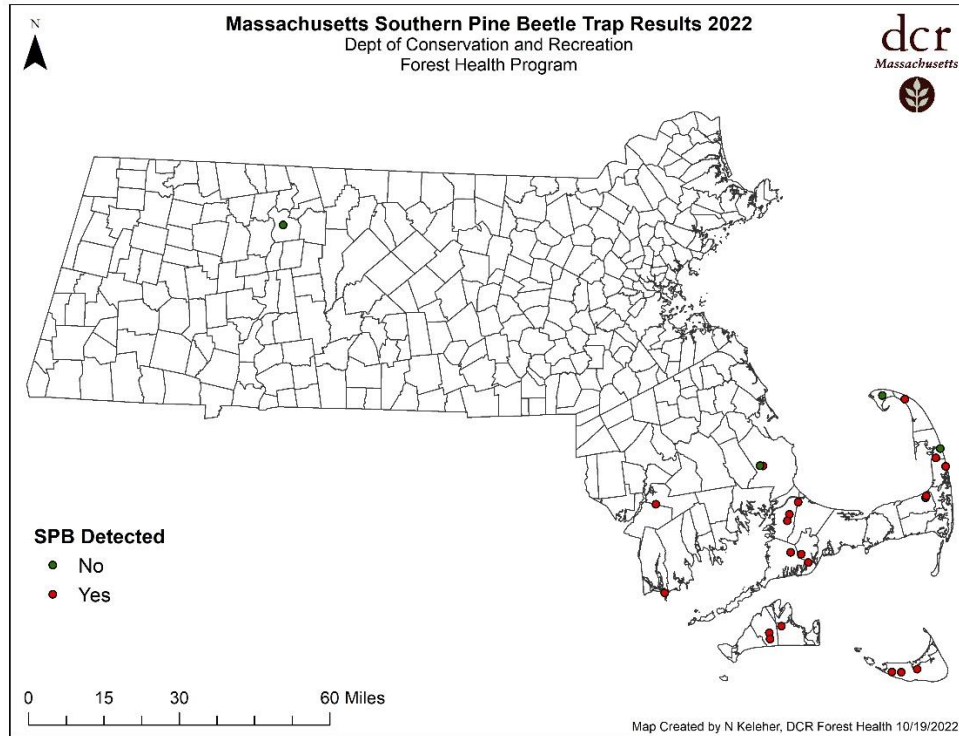 Massachusetts Southern Pine Beetle Trap Results 2022
Dept of Conservation and Recreation
Forest Health Program
N
dcr
Massachusetts
SPB Detected
No
Yes
0 15 30 60 Miles
Map Created by N Keleher, DCR Forest Health 10/19/2022